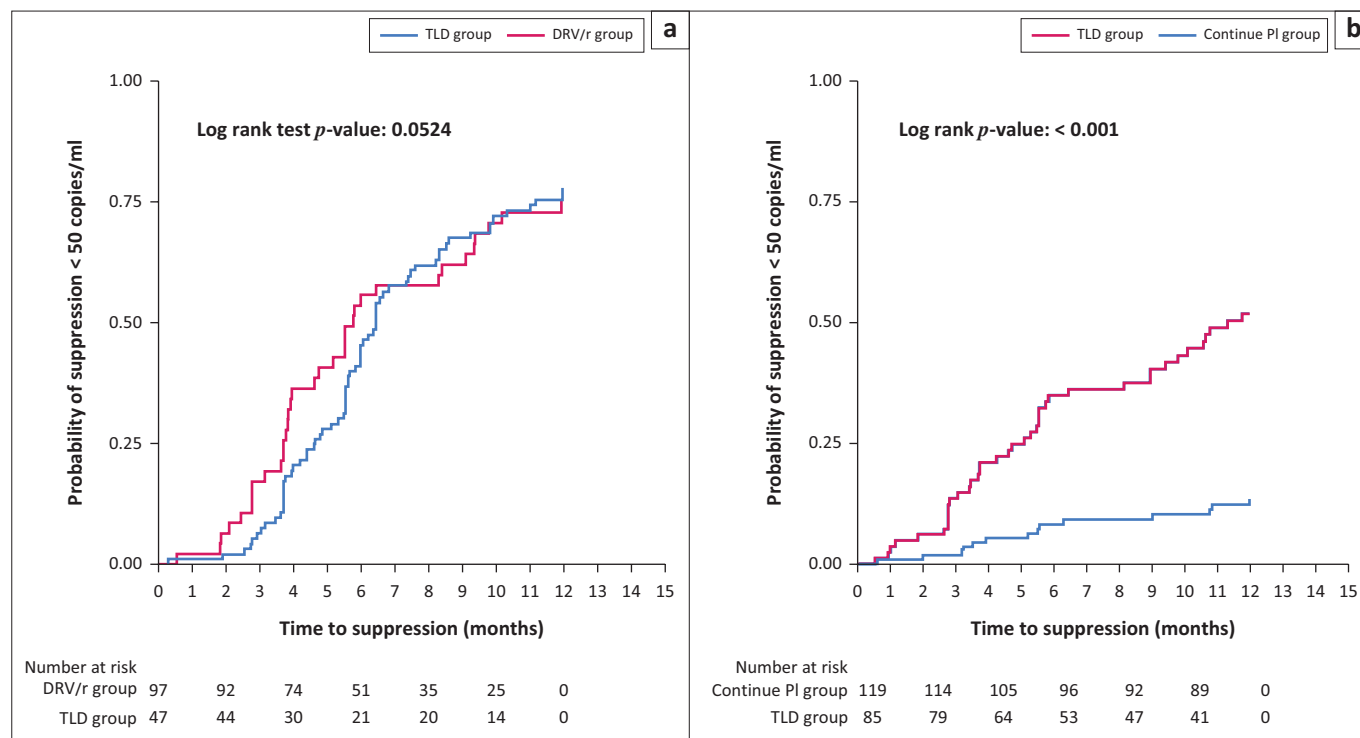 TLD group DRV/r group a
1.00
Log rank test p-value: 0.0524
0.75
0.50
0.25
0.00
Probability of suppression < 50 copies/ml
0 1 2 3 4 5 6 7 8 9 10 11 12 13 14 15
Time to suppression (months)
Number at risk
DRV/r group 97 92 74 51 35 25 0
TLD group 47 44 30 21 20 14 0
TLD group Continue PI group b
1.00
Log rank p-value: < 0.001
0.75
0.50
0.25
0.00
Probability of suppression < 50 copies/ml
0 1 2 3 4 5 6 7 8 9 10 11 12 13 14 15
Time to suppression (months)
Number at risk
Continue PI group 119 114 105 96 92 89 0
TLD group 85 79 64 53 47 41 0